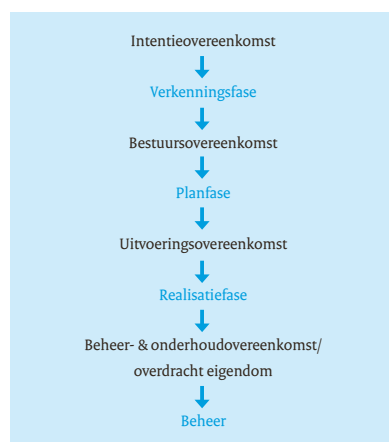 Intentieovereenkomst
Verkenningsfase
Bestuursovereenkomst
Planfase
Uitvoeringsovereenkomst
Realisatiefase
Beheer- & onderhoudovereenkomst/
overdracht eigendom
Beheer